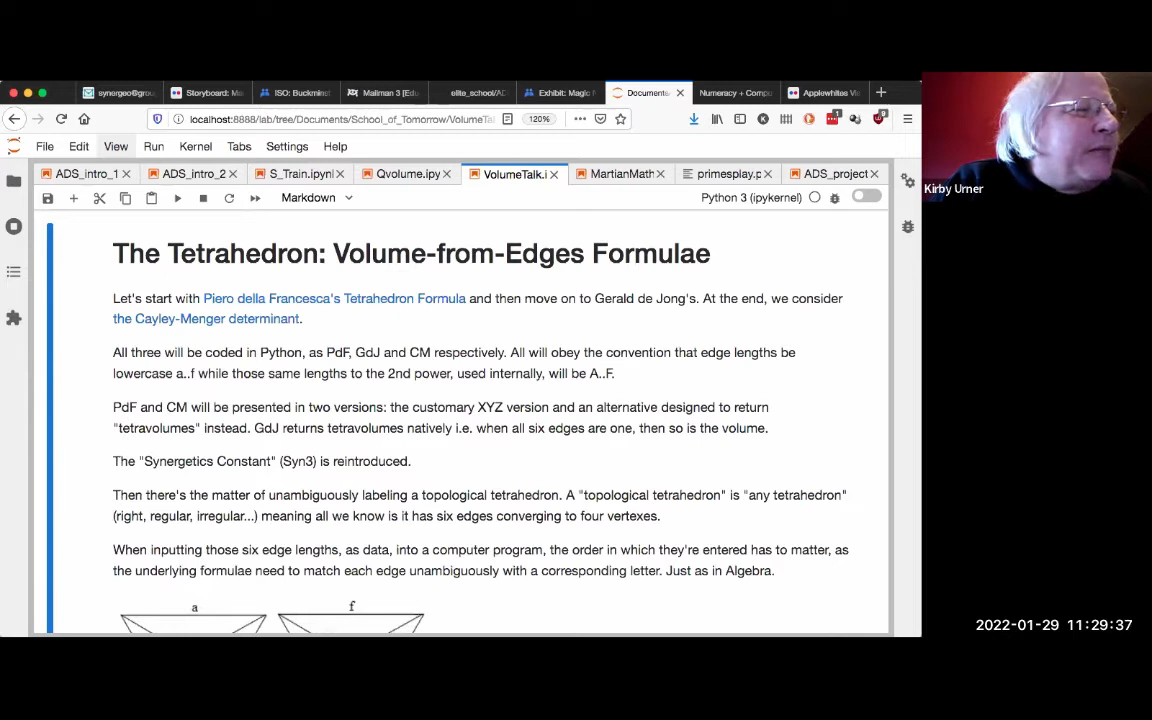 synergeo@grou
Storyboard: Ma
ISO: Buckminst
Mailman 3 [Edu
elite_school/AD
Exhibit: Magic M
Documents/
Numeracy + Compu
Applewhites Vi
localhost:8888/lab/tree/Documents/School_of_Tomorrow/VolumeTal
120%
File Edit View Run Kernel Tabs Settings Help
ADS_intro_1
ADS_intro_2
S_Train.ipynl
Qvolume.ipy
VolumeTalk.i
MartianMath
primesplay.p
ADS_project
Markdown
Python 3 (ipykernel)
The Tetrahedron: Volume-from-Edges Formulae
Let's start with Piero della Francesca's Tetrahedron Formula and then move on to Gerald de Jong's. At the end, we consider
the Cayley-Menger determinant.
All three will be coded in Python, as PdF, GdJ and CM respectively. All will obey the convention that edge lengths be
lowercase a..f while those same lengths to the 2nd power, used internally, will be A..F.
PdF and CM will be presented in two versions: the customary XYZ version and an alternative designed to return
"tetravolumes" instead. GdJ returns tetravolumes natively i.e. when all six edges are one, then so is the volume.
The "Synergetics Constant" (Syn3) is reintroduced.
Then there's the matter of unambiguously labeling a topological tetrahedron. A "topological tetrahedron" is "any tetrahedron"
(right, regular, irregular...) meaning all we know is it has six edges converging to four vertexes.
When inputting those six edge lengths, as data, into a computer program, the order in which they're entered has to matter, as
the underlying formulae need to match each edge unambiguously with a corresponding letter. Just as in Algebra.
a f
Kirby Urner
2022-01-29 11:29:37